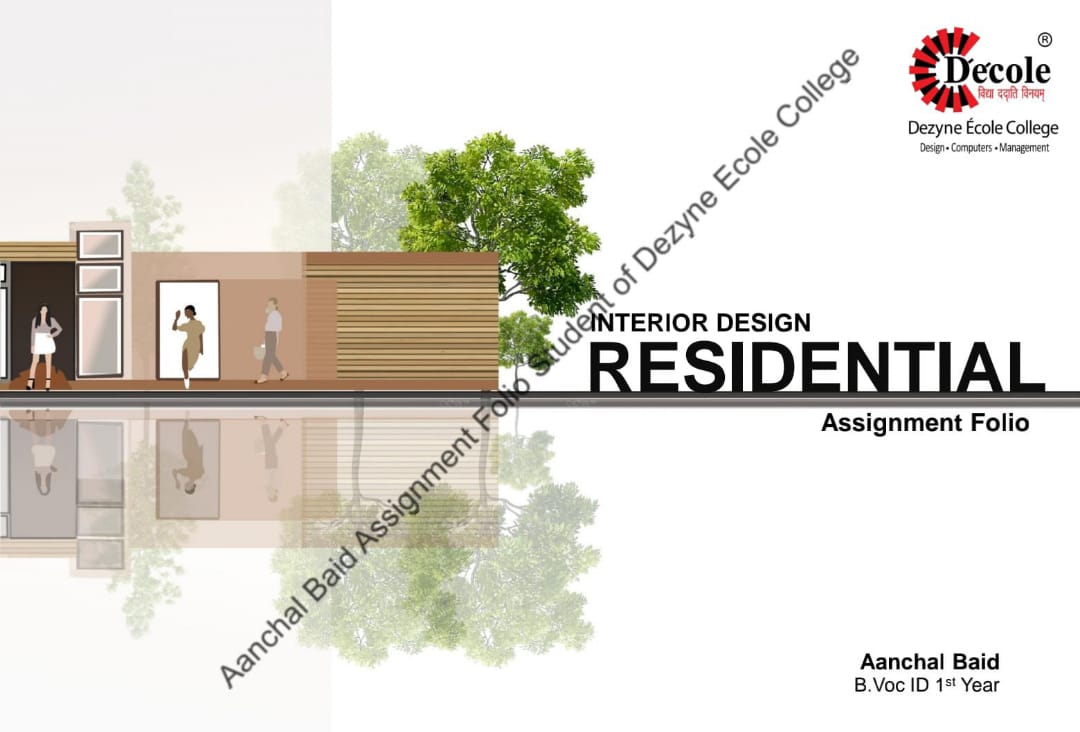 ®
Décole
विद्या ददाति विनयम्
Dezyne École College
Design • Computers • Management
INTERIOR DESIGN
RESIDENTIAL
Assignment Folio
Aanchal Baid Assignment Folio Student of Dezyne Ecole College
Aanchal Baid
B.Voc ID 1st Year